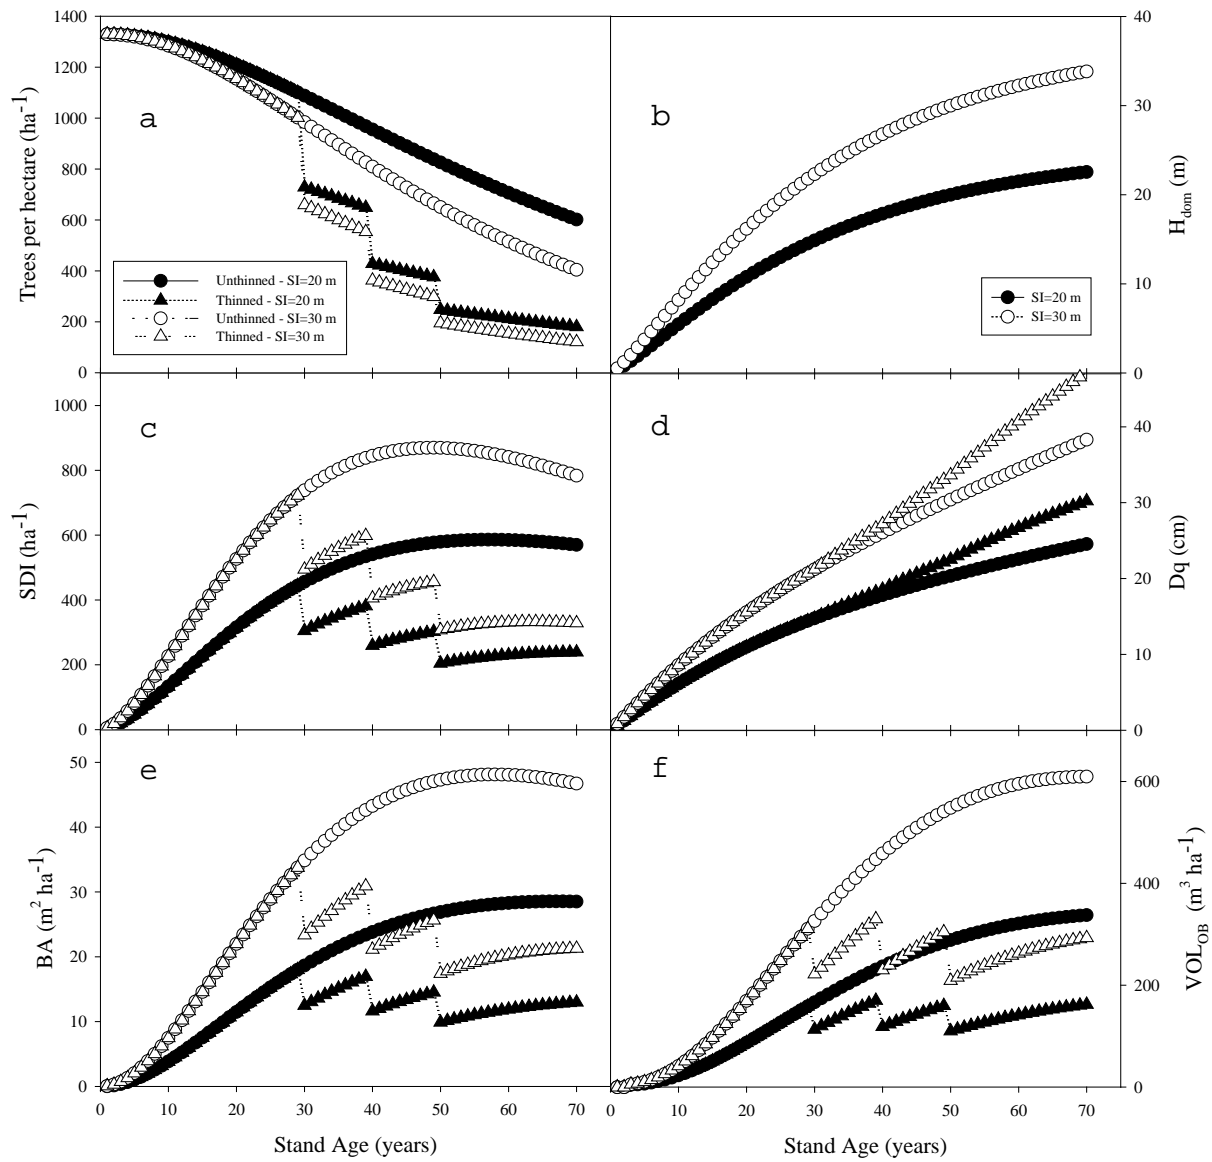 1400
1200
1000
800
600
400
200
0
Trees per hectare (ha⁻¹)
a
Unthinned - SI=20 m
Thinned - SI=20 m
Unthinned - SI=30 m
Thinned - SI=30 m
b
40
30
20
10
0
H_dom (m)
SI=20 m
SI=30 m
1000
800
600
400
200
0
SDI (ha⁻¹)
c
d
40
30
20
10
0
Dq (cm)
50
40
30
20
10
0
BA (m² ha⁻¹)
e
f
600
400
200
0
VOL_OB (m³ ha⁻¹)
0 10 20 30 40 50 60 70
0 10 20 30 40 50 60 70
Stand Age (years)
Stand Age (years)